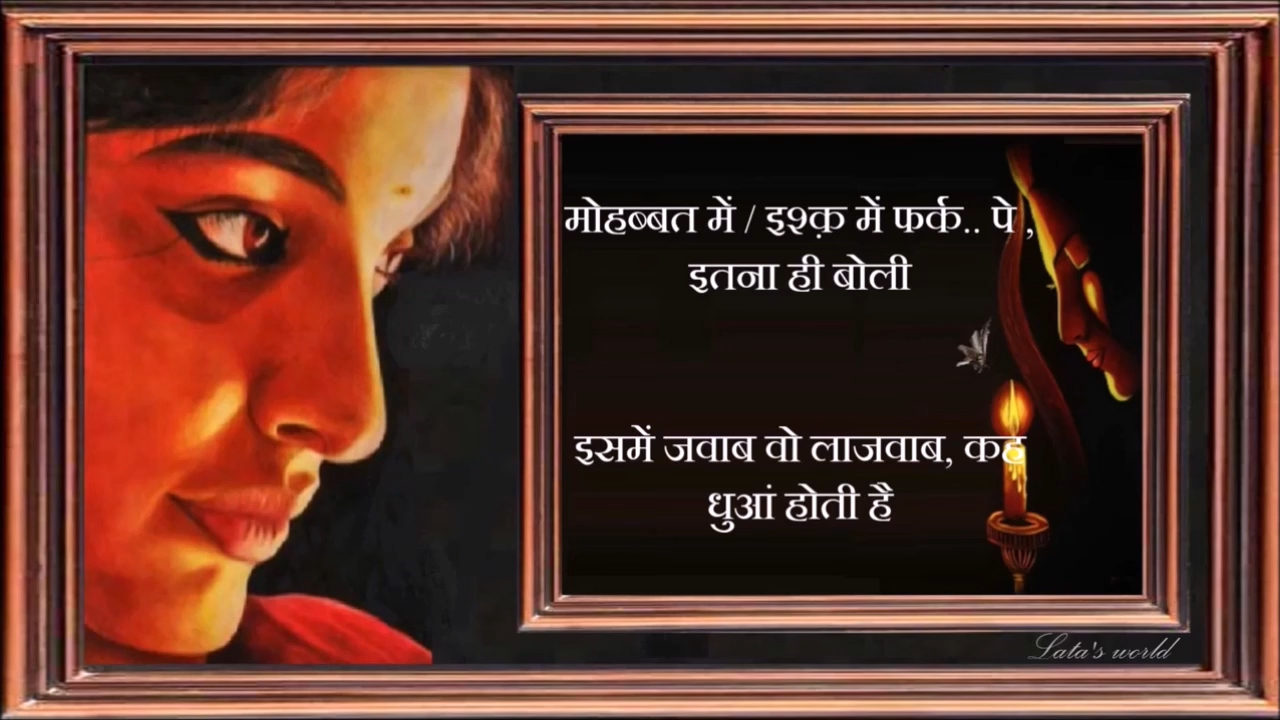 मोहब्बत में / इश्क़ में फर्क.. पे ,
इतना ही बोली
इसमें जवाब वो लाजवाब, कह
धुआं होती है
Lata's world